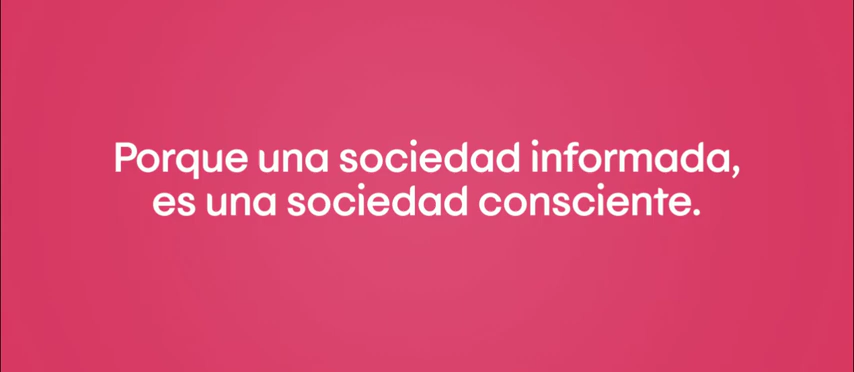 Porque una sociedad informada,
es una sociedad consciente.